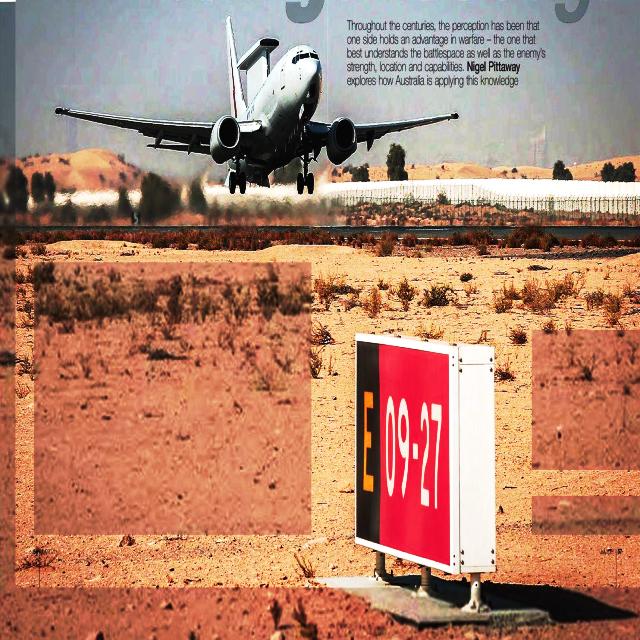 Throughout the centuries, the perception has been that
one side holds an advantage in warfare – the one that
best understands the battlespace as well as the enemy's
strength, location and capabilities. Nigel Pittaway
explores how Australia is applying this knowledge
E 09-27